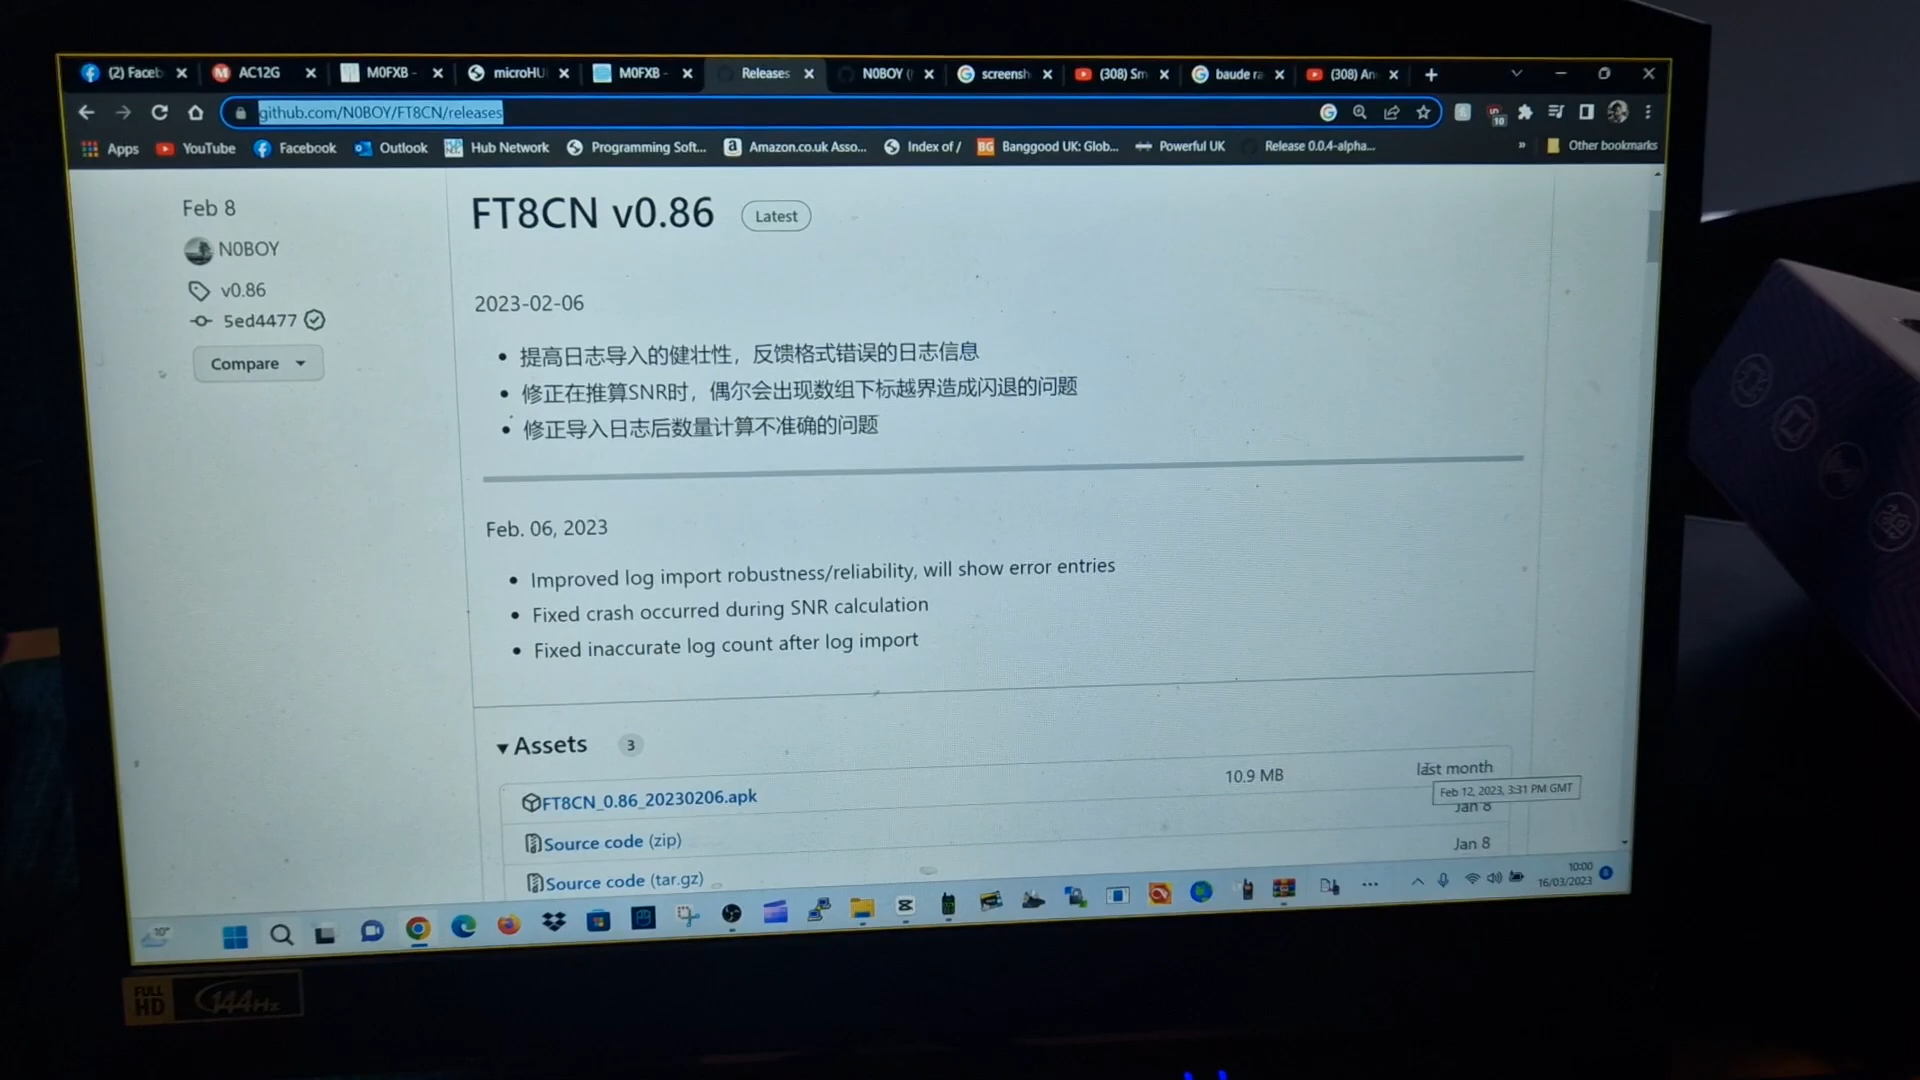 (2) Faceb
AC12G
M0FXB -
microHU
M0FXB -
Releases
N0BOY (
screensh
(308) Sm
baude ra
(308) An
github.com/N0BOY/FT8CN/releases
10
Apps
YouTube
Facebook
Outlook
Hub Network
Programming Soft...
Amazon.co.uk Asso...
Index of /
BG
Banggood UK: Glob...
Powerful UK
Release 0.0.4-alpha...
»
Other bookmarks
Feb 8
N0BOY
v0.86
5ed4477
Compare
FT8CN v0.86
Latest
2023-02-06
提高日志导入的健壮性，反馈格式错误的日志信息
修正在推算SNR时，偶尔会出现数组下标越界造成闪退的问题
修正导入日志后数量计算不准确的问题
Feb. 06, 2023
Improved log import robustness/reliability, will show error entries
Fixed crash occurred during SNR calculation
Fixed inaccurate log count after log import
Assets 3
FT8CN_0.86_20230206.apk
10.9 MB
last month
Feb 12, 2023, 3:31 PM GMT
Source code (zip)
Jan 8
Jan 8
Source code (tar.gz)
10°
10:00
16/03/2023
FULL HD
144Hz